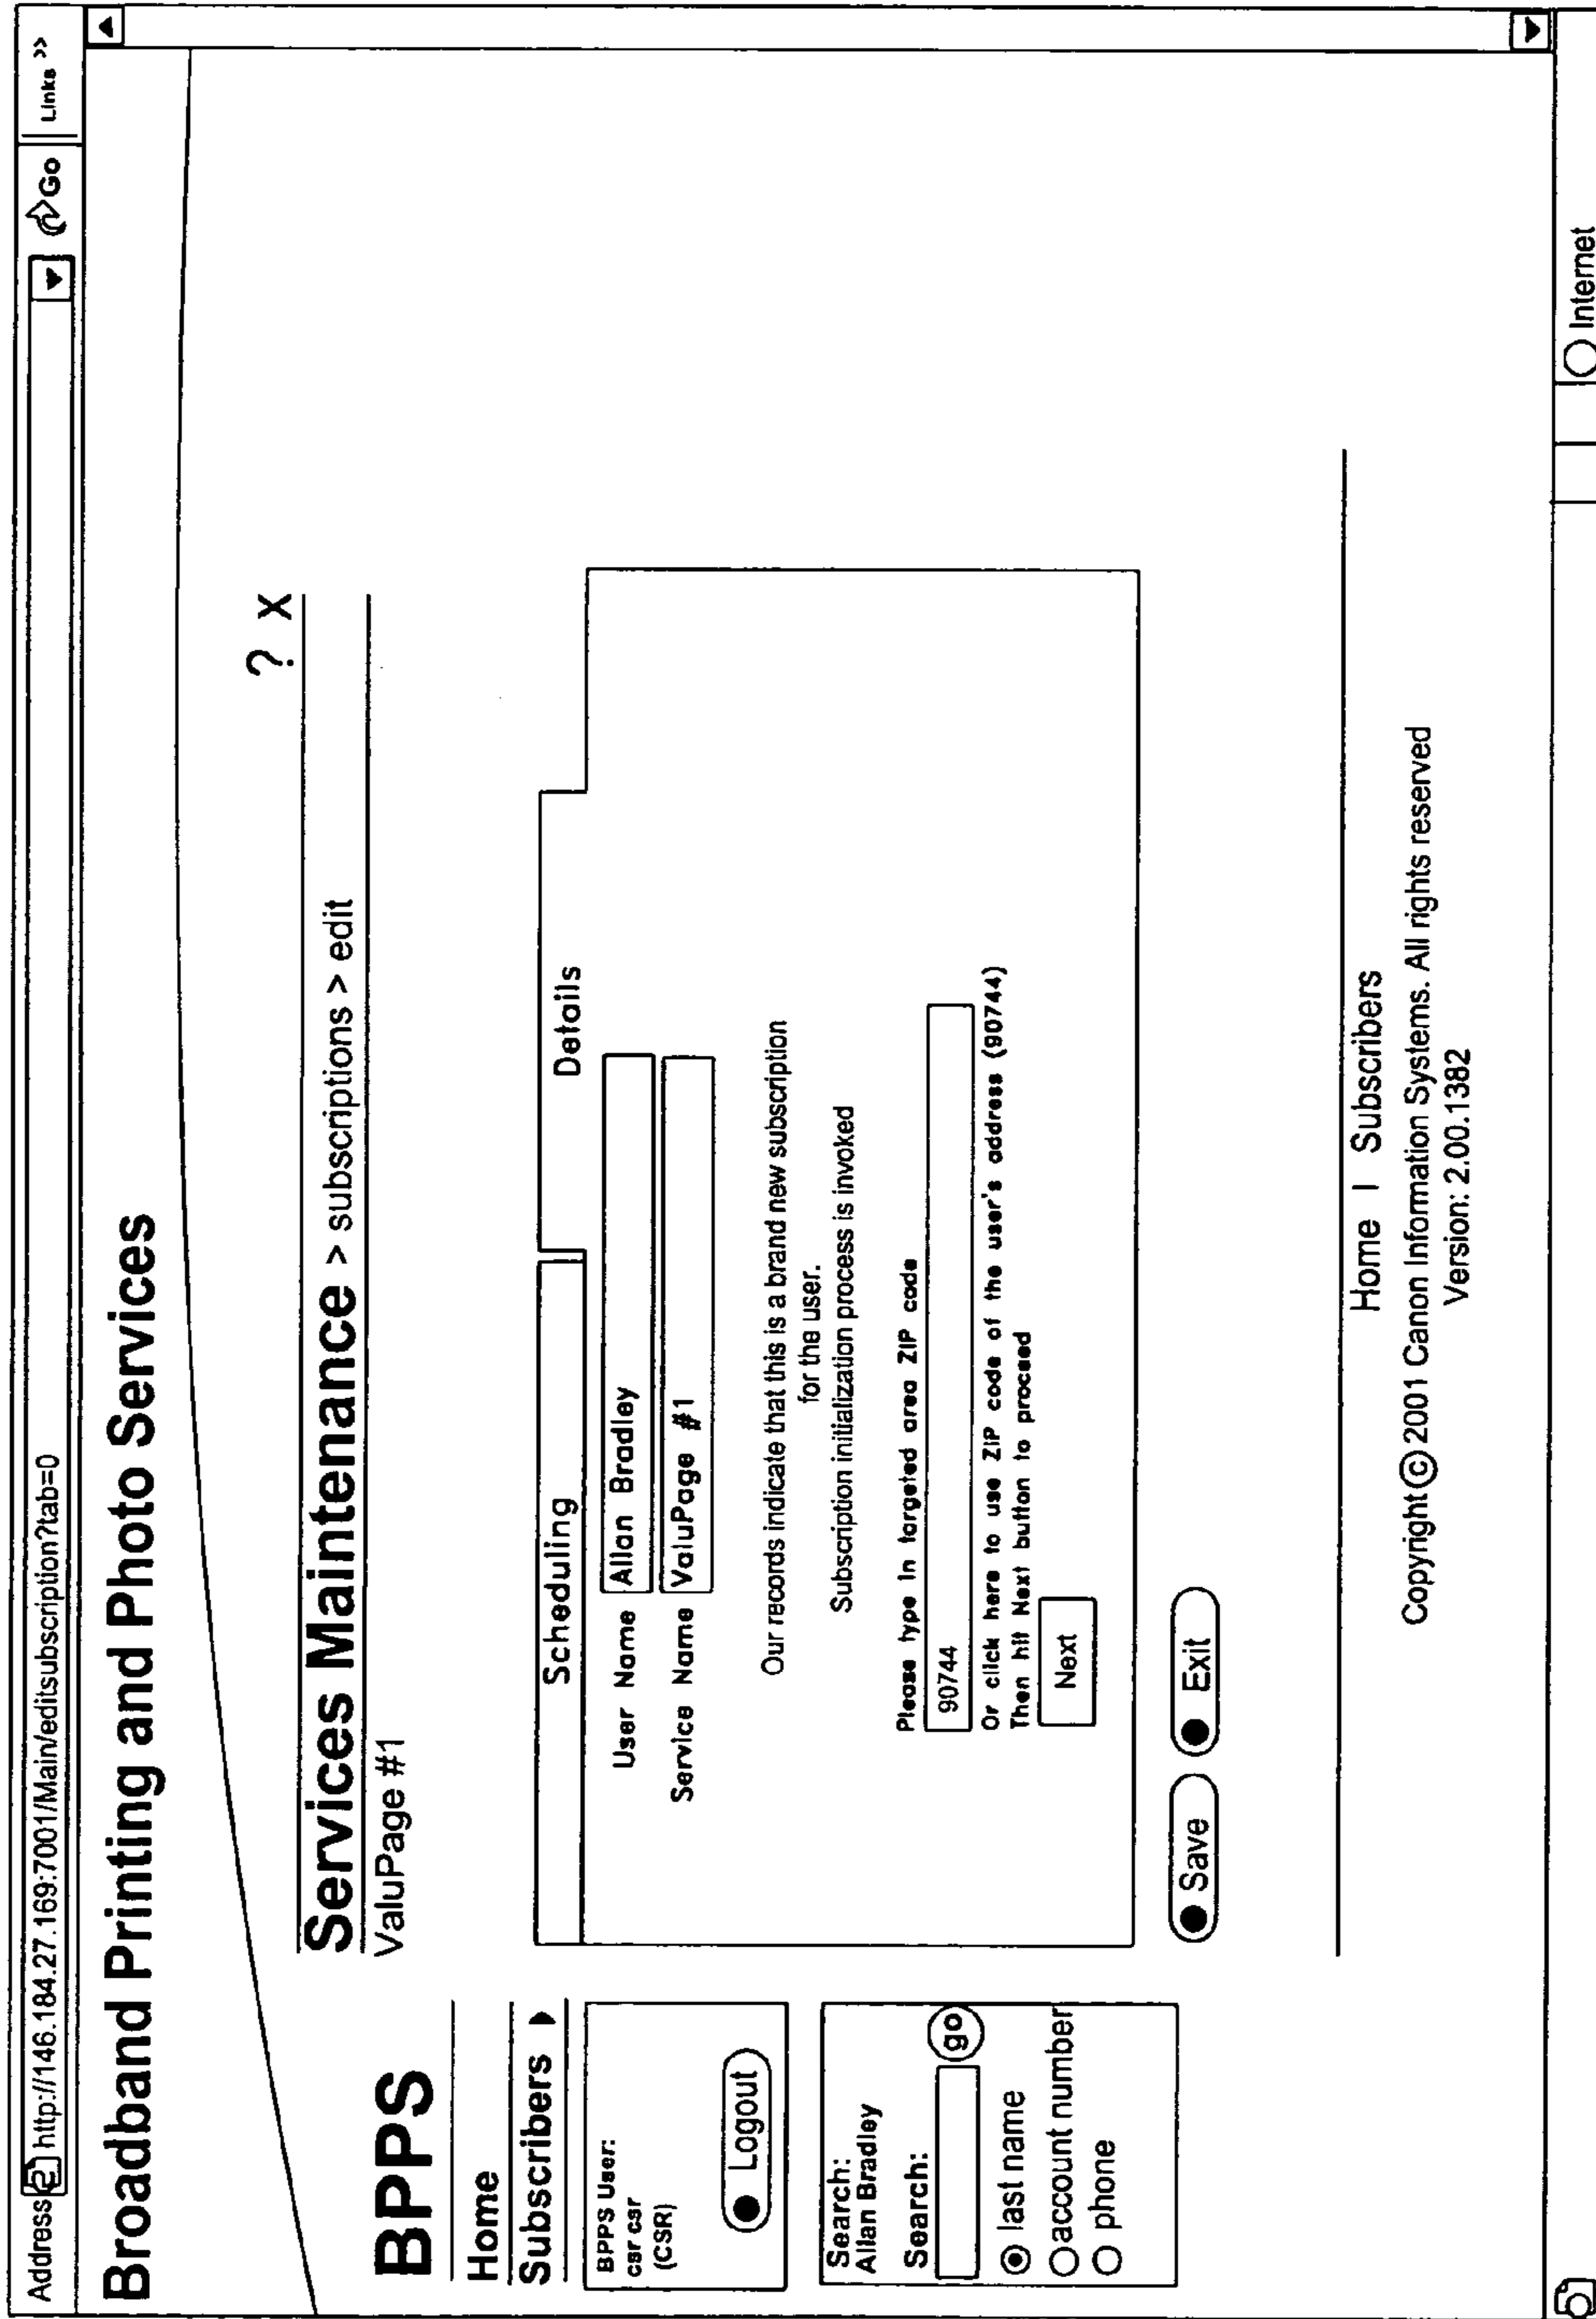 Address http://146.184.27.169:7001/Main/editsubscription?tab=0 Go Links >>
Broadband Printing and Photo Services
? X
BPPS
Home
Subscribers
BPPS User:
csr csr
(CSR)
Logout
Search:
Allan Bradley
Search:
go
last name
account number
phone
Services Maintenance > subscriptions > edit
ValuPage #1
Scheduling Details
User Name Allan Bradley
Service Name ValuPage #1
Our records indicate that this is a brand new subscription
for the user.
Subscription initialization process is invoked
Please type in targeted area ZIP code
90744
Or click here to use ZIP code of the user's address (90744)
Then hit Next button to proceed
Next
Save Exit
Home | Subscribers
Copyright © 2001 Canon Information Systems. All rights reserved
Version: 2.00.1382
Internet